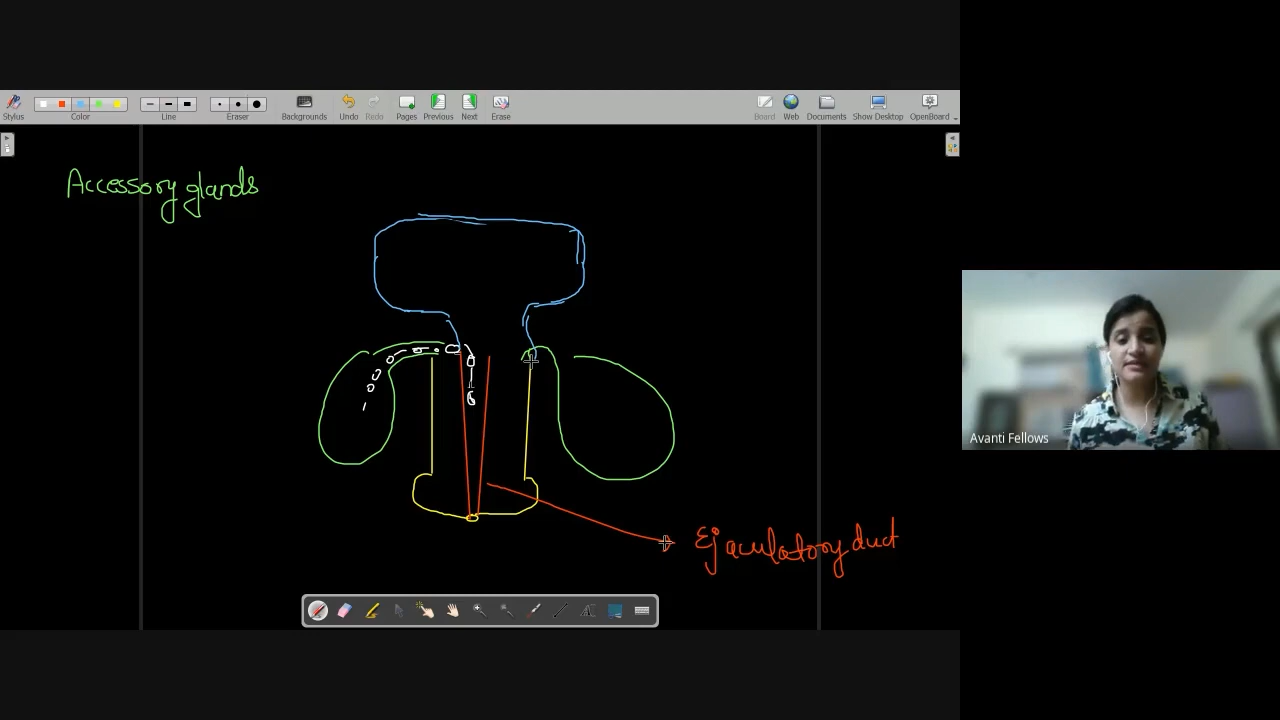 Stylus
Color
Line
Eraser
Backgrounds
Undo
Redo
Pages
Previous
Next
Erase
Board
Web
Documents
Show Desktop
OpenBoard
Accessory glands
Avanti Fellows
Ejaculatory duct